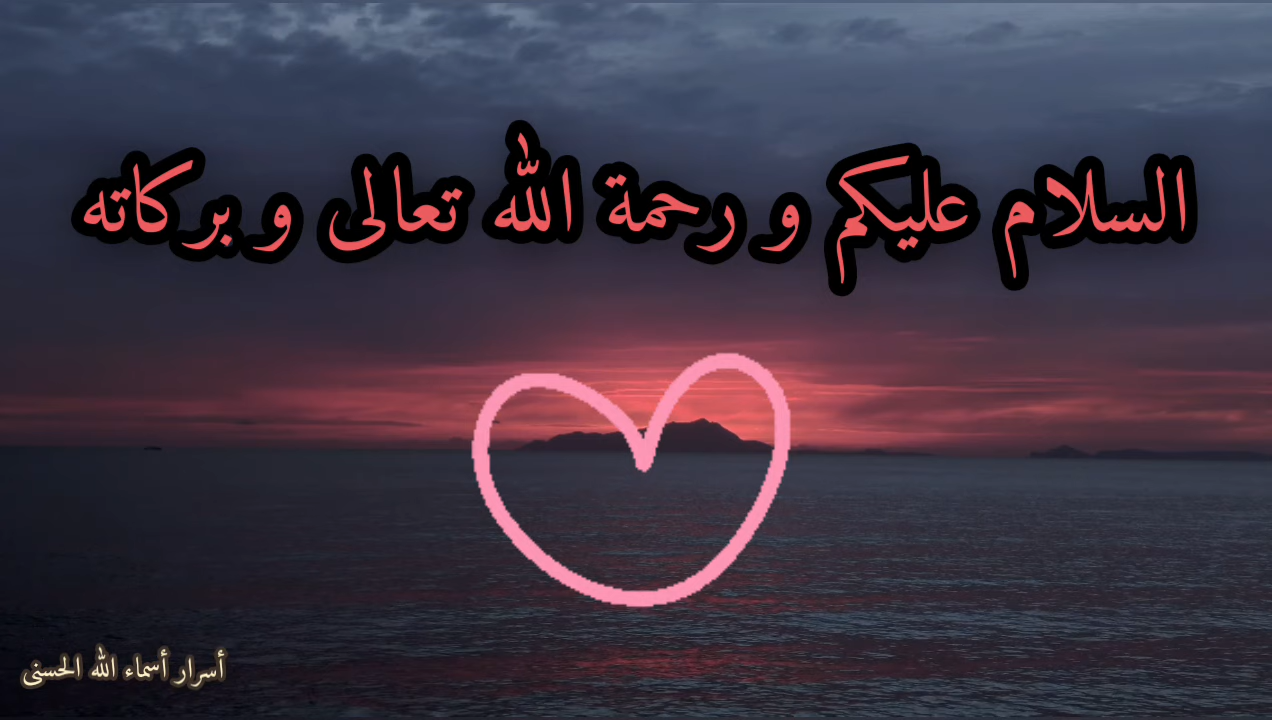 السلام عليكم و رحمة الله تعالى و بركاته
أسرار أسماء الله الحسنى